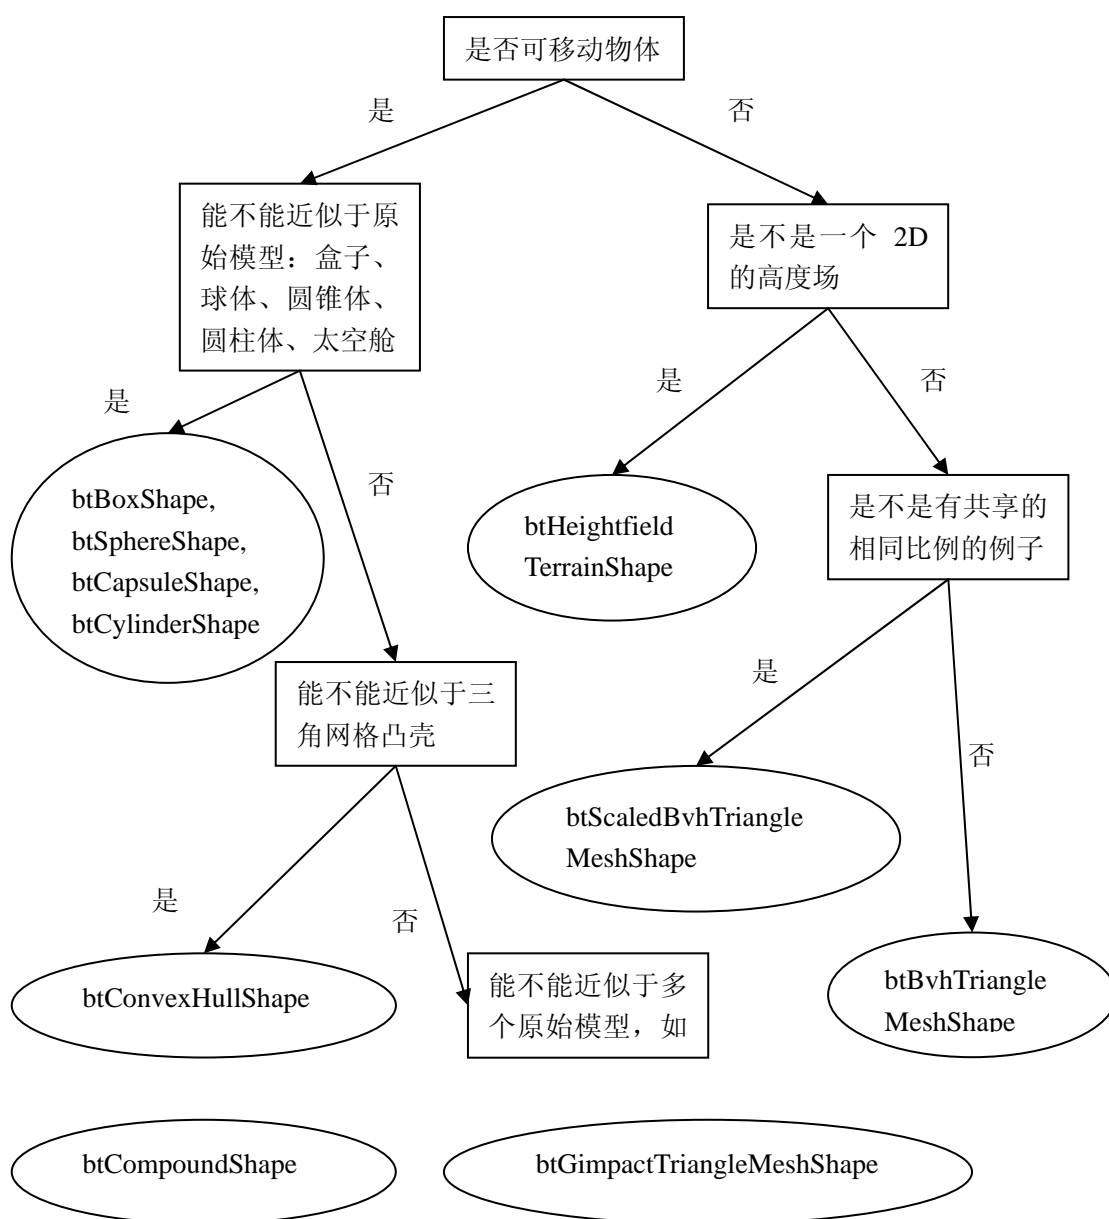 是否可移动物体
是
否
能不能近似于原
始模型：盒子、
球体、圆锥体、
圆柱体、太空舱
是不是一个 2D
的高度场
是
否
是
否
btBoxShape,
btSphereShape,
btCapsuleShape,
btCylinderShape
btHeightfield
TerrainShape
是不是有共享的
相同比例的例子
能不能近似于三
角网格凸壳
是
否
btScaledBvhTriangle
MeshShape
是
否
btConvexHullShape
能不能近似于多
个原始模型，如
btBvhTriangle
MeshShape
btCompoundShape
btGimpactTriangleMeshShape